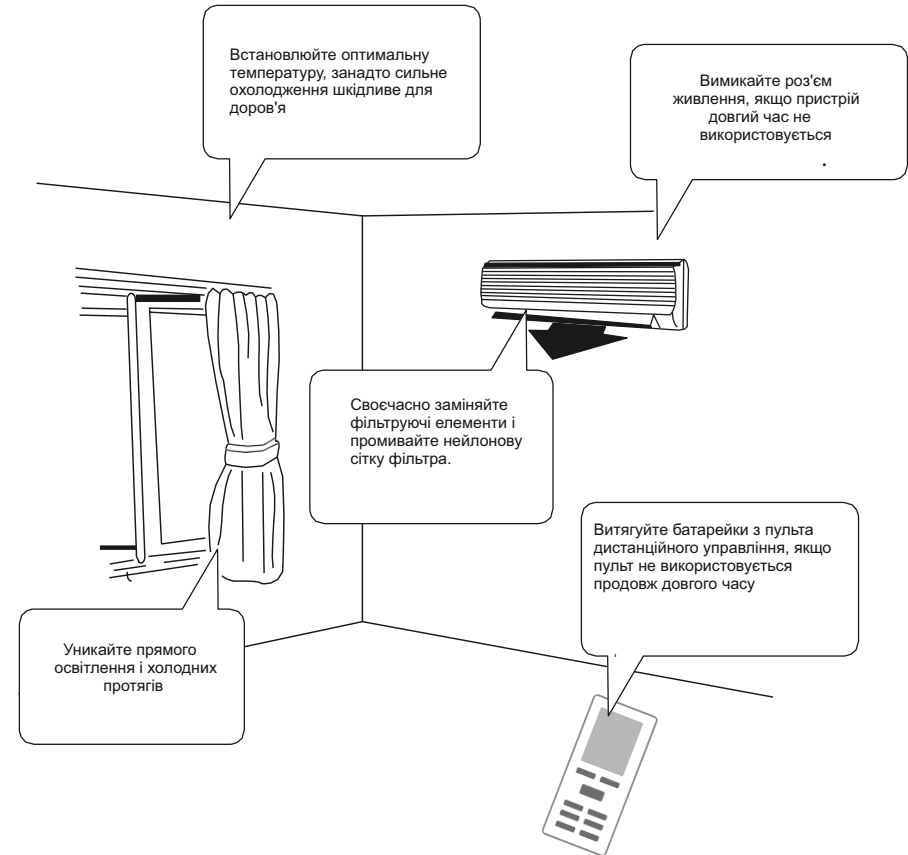 Встановлюйте оптимальну
температуру, занадто сильне
охолодження шкідливе для
доров'я
Вимикайте роз'єм
живлення, якщо пристрій
довгий час не
використовується
.
Своєчасно заміняйте
фільтруючі елементи і
промивайте нейлонову
сітку фільтра.
Витягуйте батарейки з пульта
дистанційного управління, якщо
пульт не використовується
продовж довгого часу
Уникайте прямого
освітлення і холодних
протягів